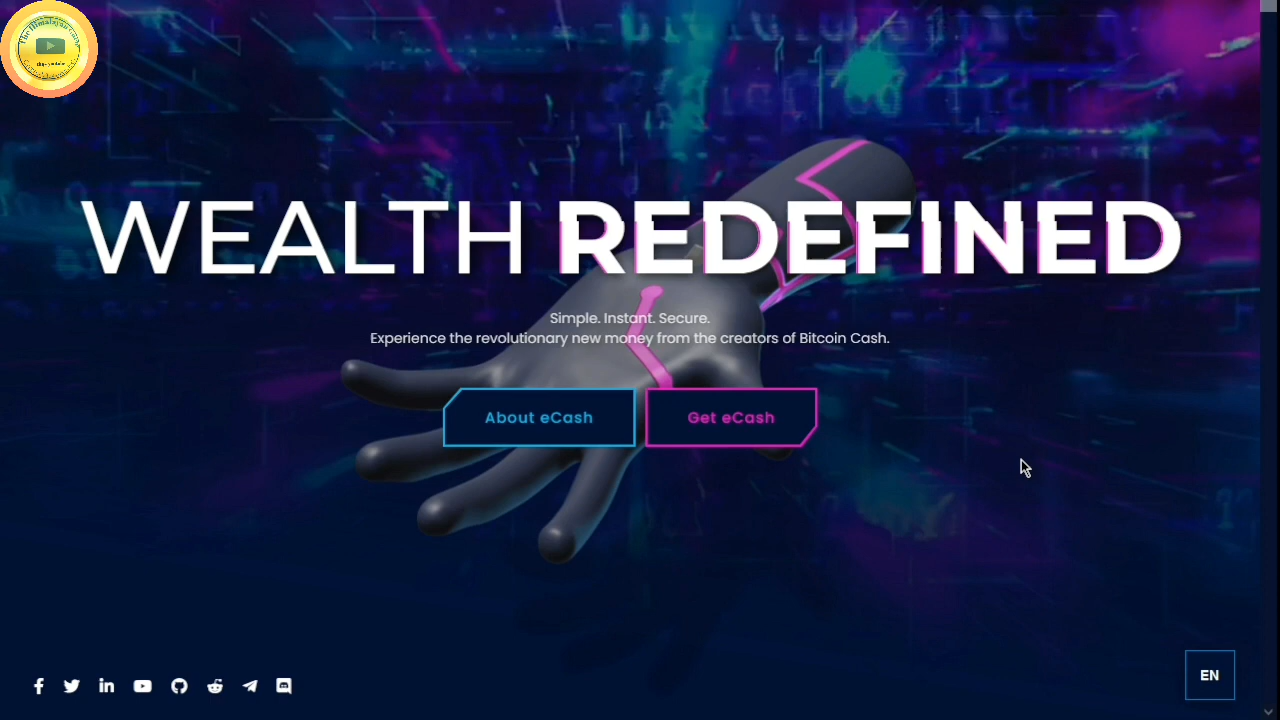 WEALTH REDEFINED
Simple. Instant. Secure.
Experience the revolutionary new money from the creators of Bitcoin Cash.
About eCash
Get eCash
EN